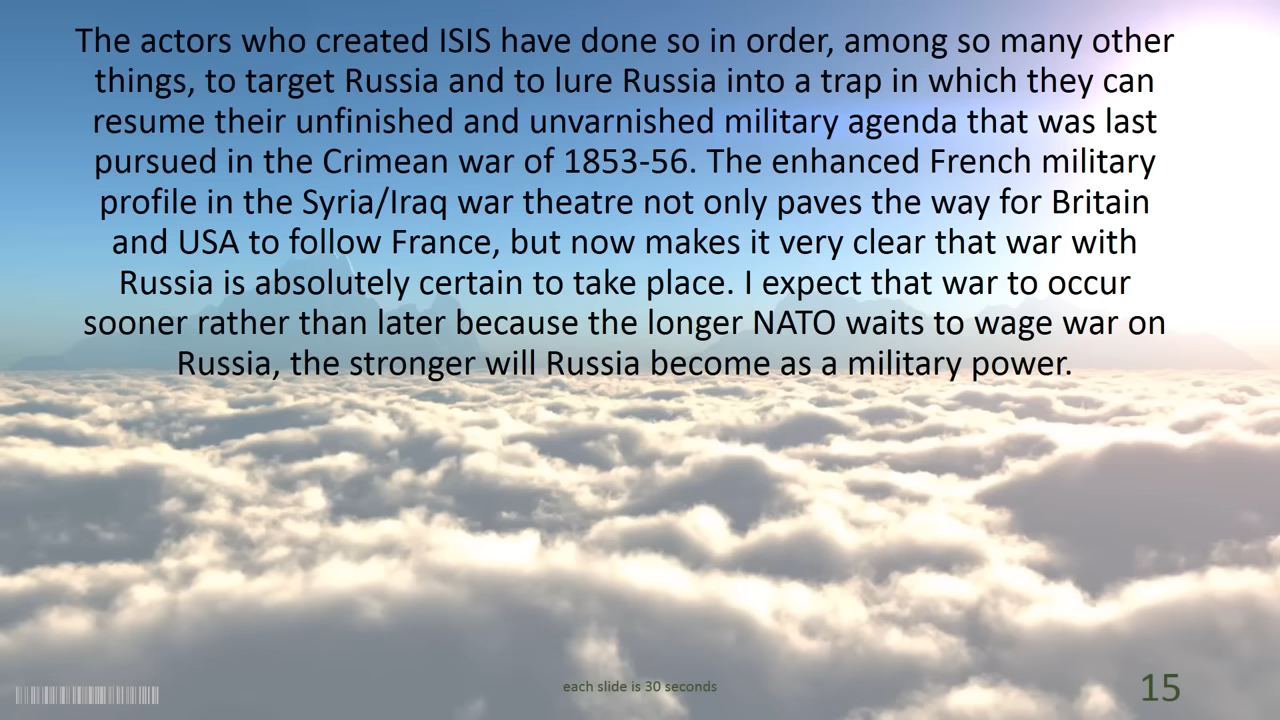 The actors who created ISIS have done so in order, among so many other
things, to target Russia and to lure Russia into a trap in which they can
resume their unfinished and unvarnished military agenda that was last
pursued in the Crimean war of 1853-56. The enhanced French military
profile in the Syria/Iraq war theatre not only paves the way for Britain
and USA to follow France, but now makes it very clear that war with
Russia is absolutely certain to take place. I expect that war to occur
sooner rather than later because the longer NATO waits to wage war on
Russia, the stronger will Russia become as a military power.
each slide is 30 seconds
15